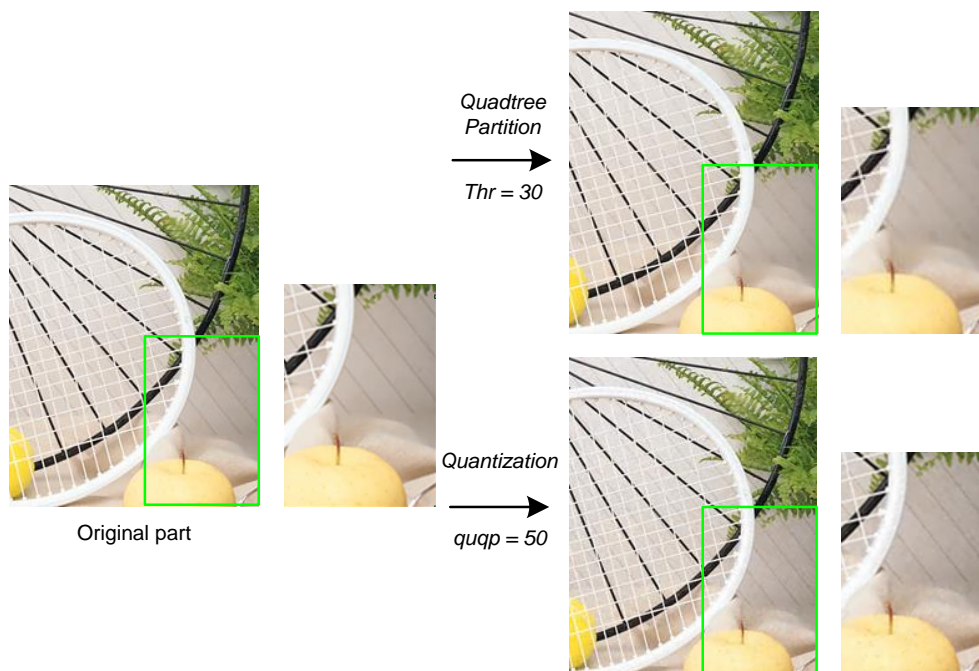 Quadtree
Partition
Thr = 30
Original part
Quantization
quqp = 50